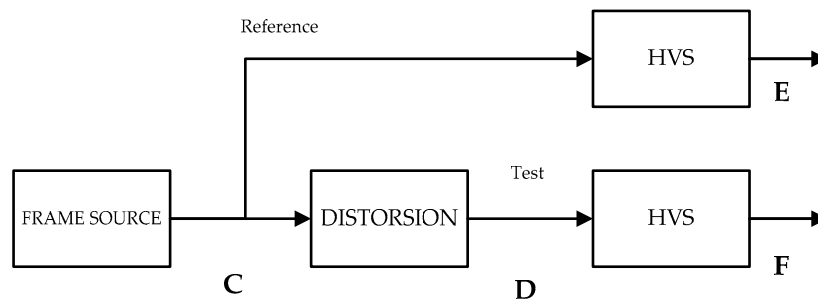 Reference
HVS
E
FRAME SOURCE
C
DISTORSION
Test
D
HVS
F